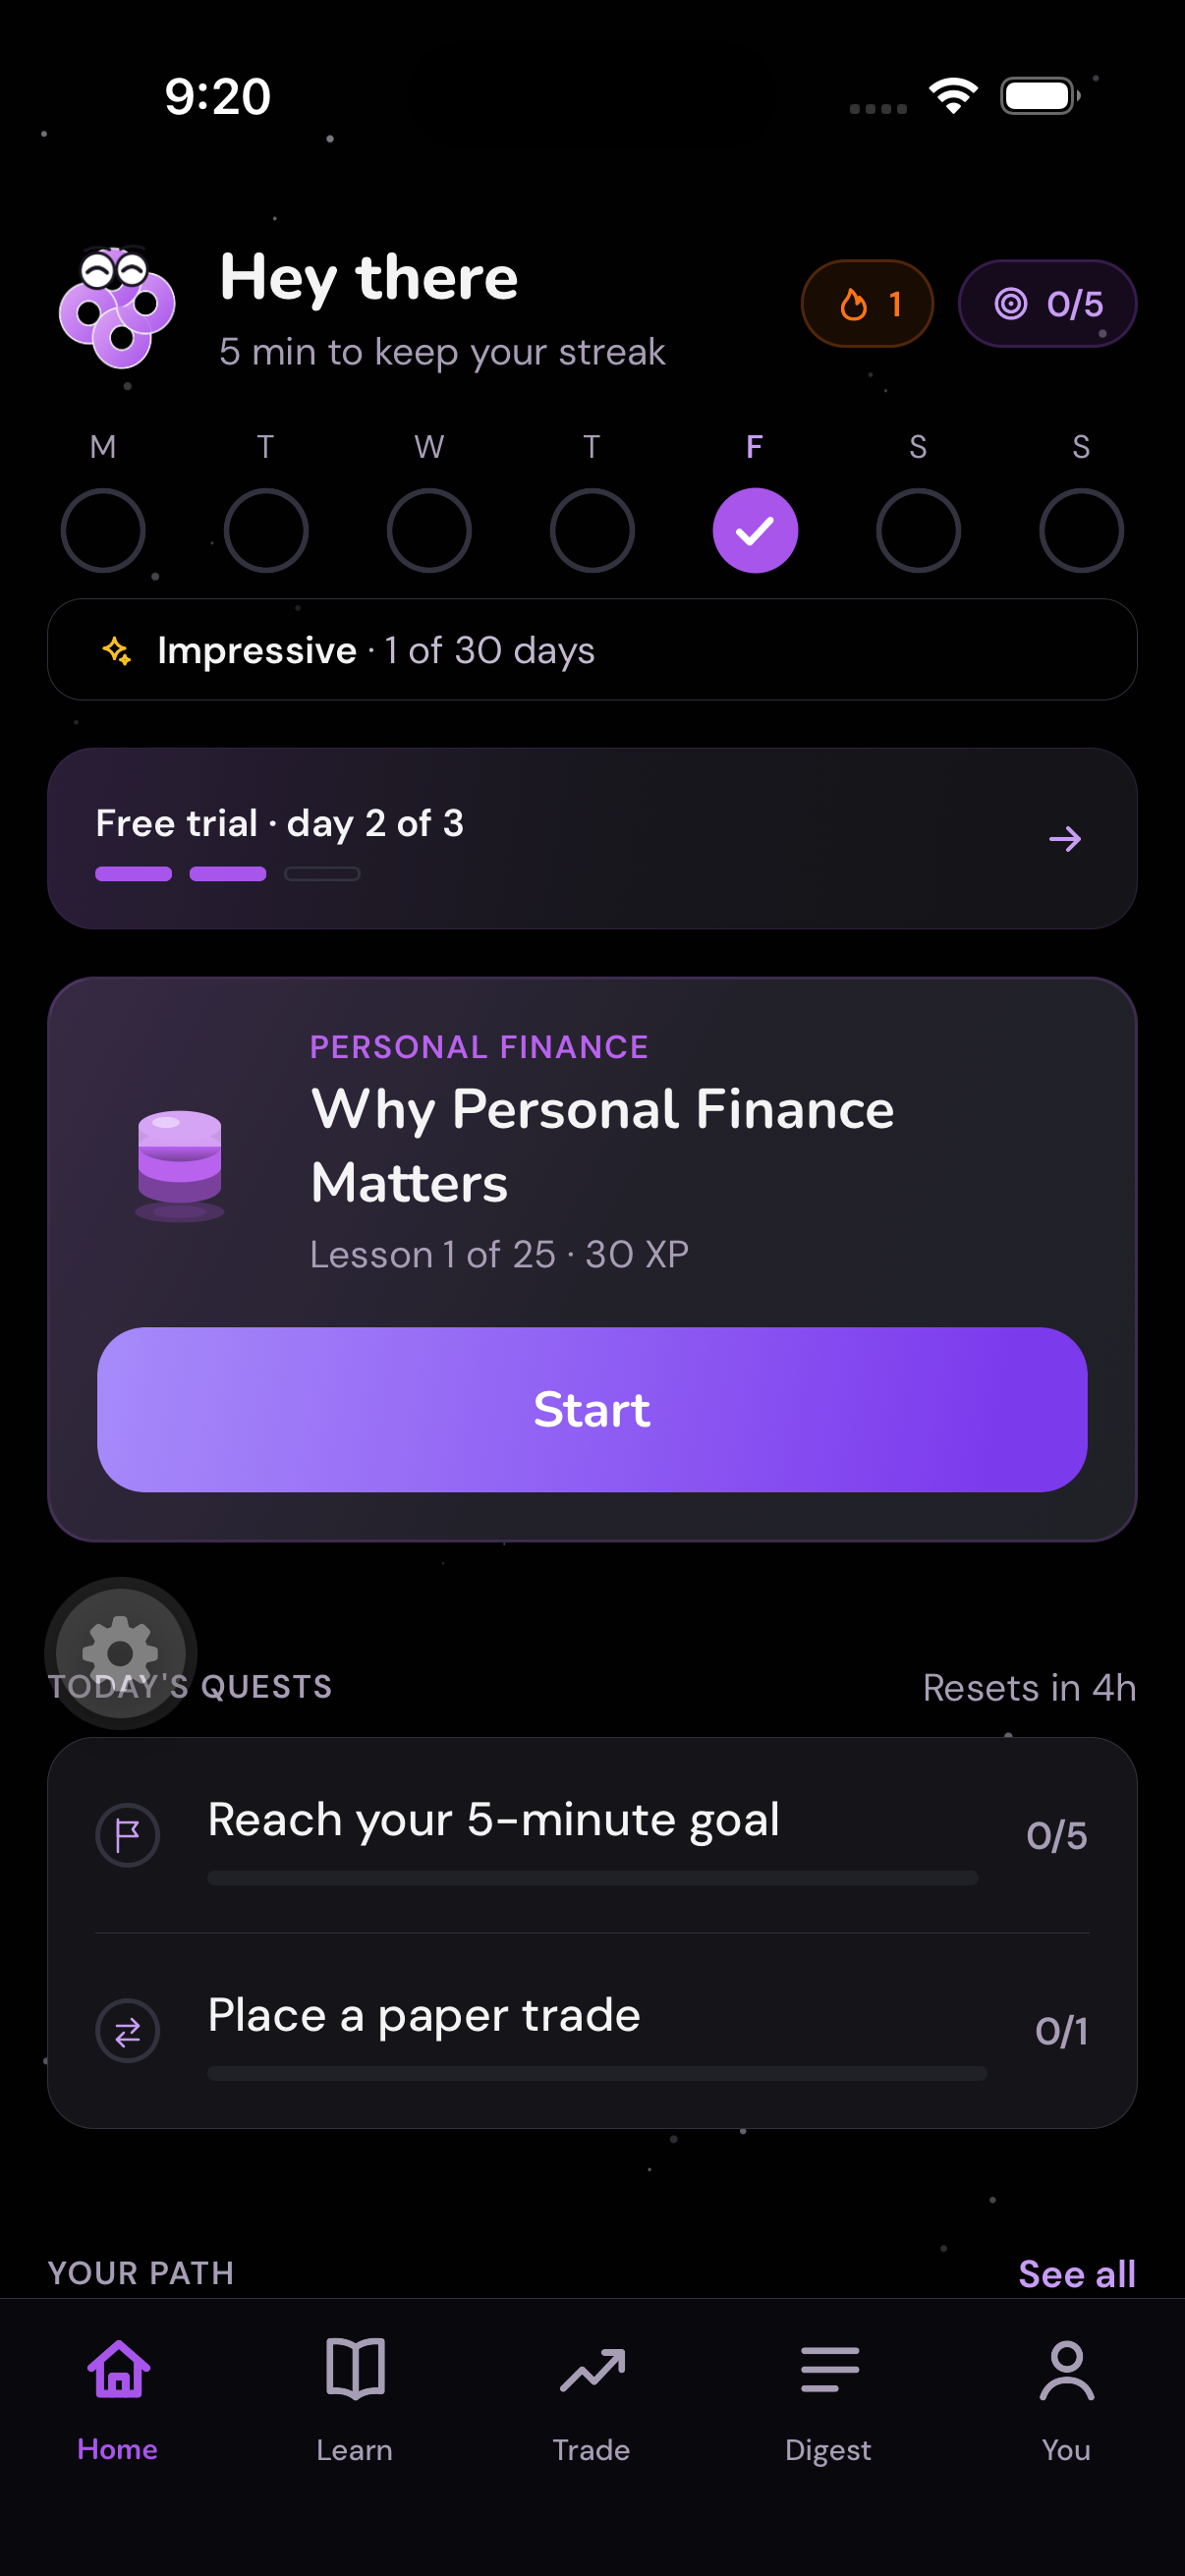 9:20
Hey there
5 min to keep your streak
1
0/5
M T W T F S S
Impressive · 1 of 30 days
Free trial · day 2 of 3
PERSONAL FINANCE
Why Personal Finance
Matters
Lesson 1 of 25 · 30 XP
Start
TODAY'S QUESTS
Resets in 4h
Reach your 5-minute goal
0/5
Place a paper trade
0/1
YOUR PATH
See all
Home
Learn
Trade
Digest
You